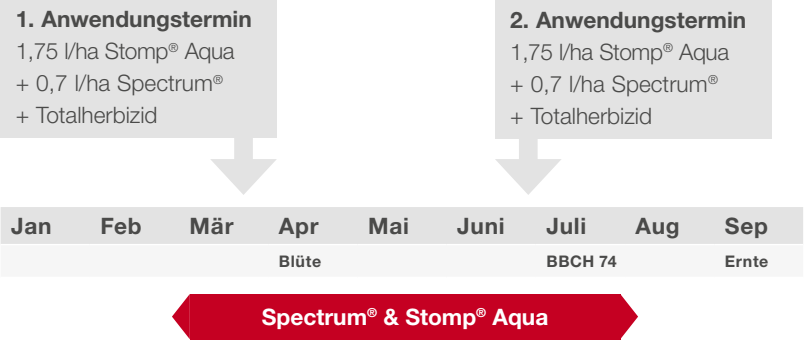 1. Anwendungstermin
1,75 l/ha Stomp® Aqua
+ 0,7 l/ha Spectrum®
+ Totalherbizid
2. Anwendungstermin
1,75 l/ha Stomp® Aqua
+ 0,7 l/ha Spectrum®
+ Totalherbizid
Jan Feb Mär Apr Mai Juni Juli Aug Sep
Blüte BBCH 74 Ernte
Spectrum® & Stomp® Aqua